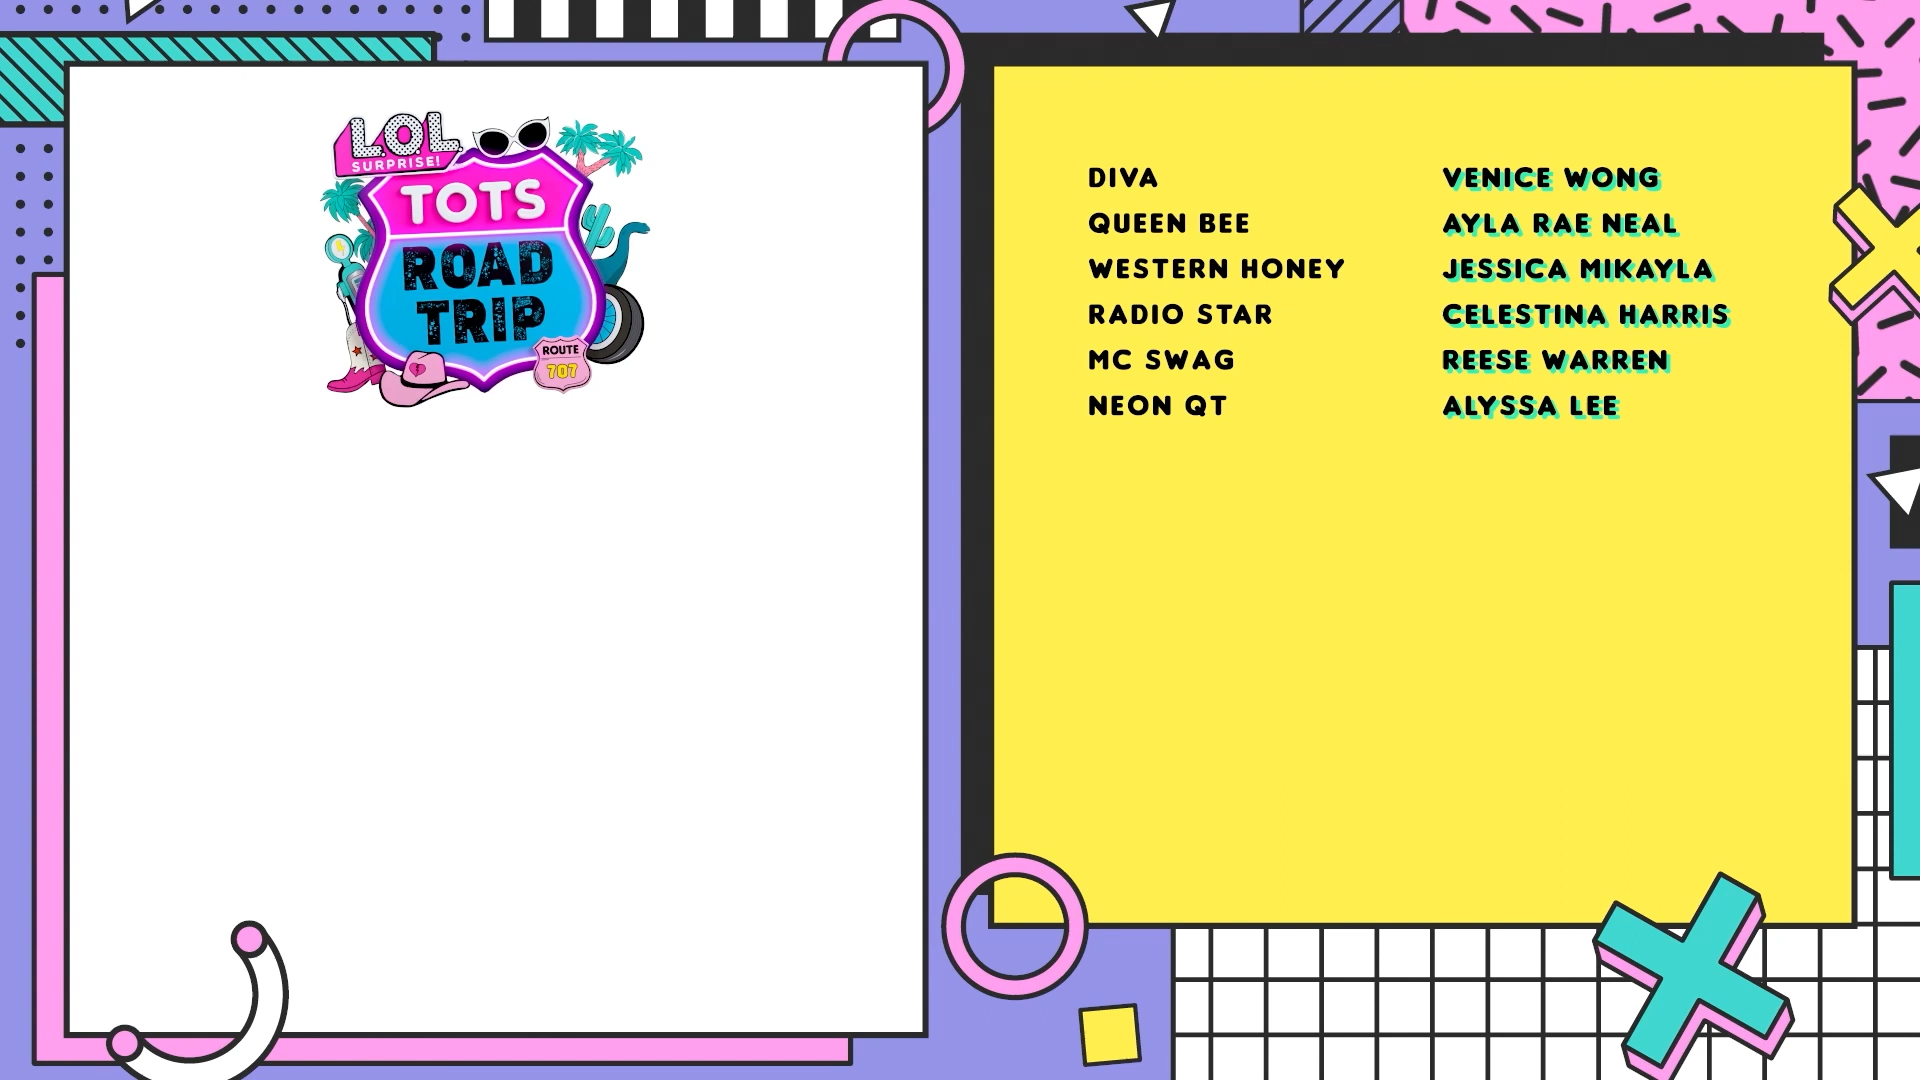 L.O.L.
SURPRISE!
TOTS
ROAD
TRIP
ROUTE
707
DIVA VENICE WONG
QUEEN BEE AYLA RAE NEAL
WESTERN HONEY JESSICA MIKAYLA
RADIO STAR CELESTINA HARRIS
MC SWAG REESE WARREN
NEON QT ALYSSA LEE